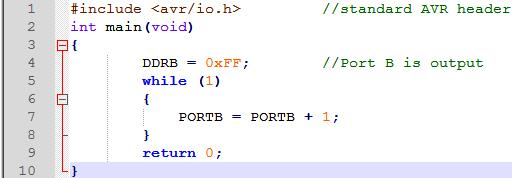 1 #include <avr/io.h> //standard AVR header
2 int main(void)
3 {
4 DDRB = 0xFF; //Port B is output
5 while (1)
6 {
7 PORTB = PORTB + 1;
8 }
9 return 0;
10 }